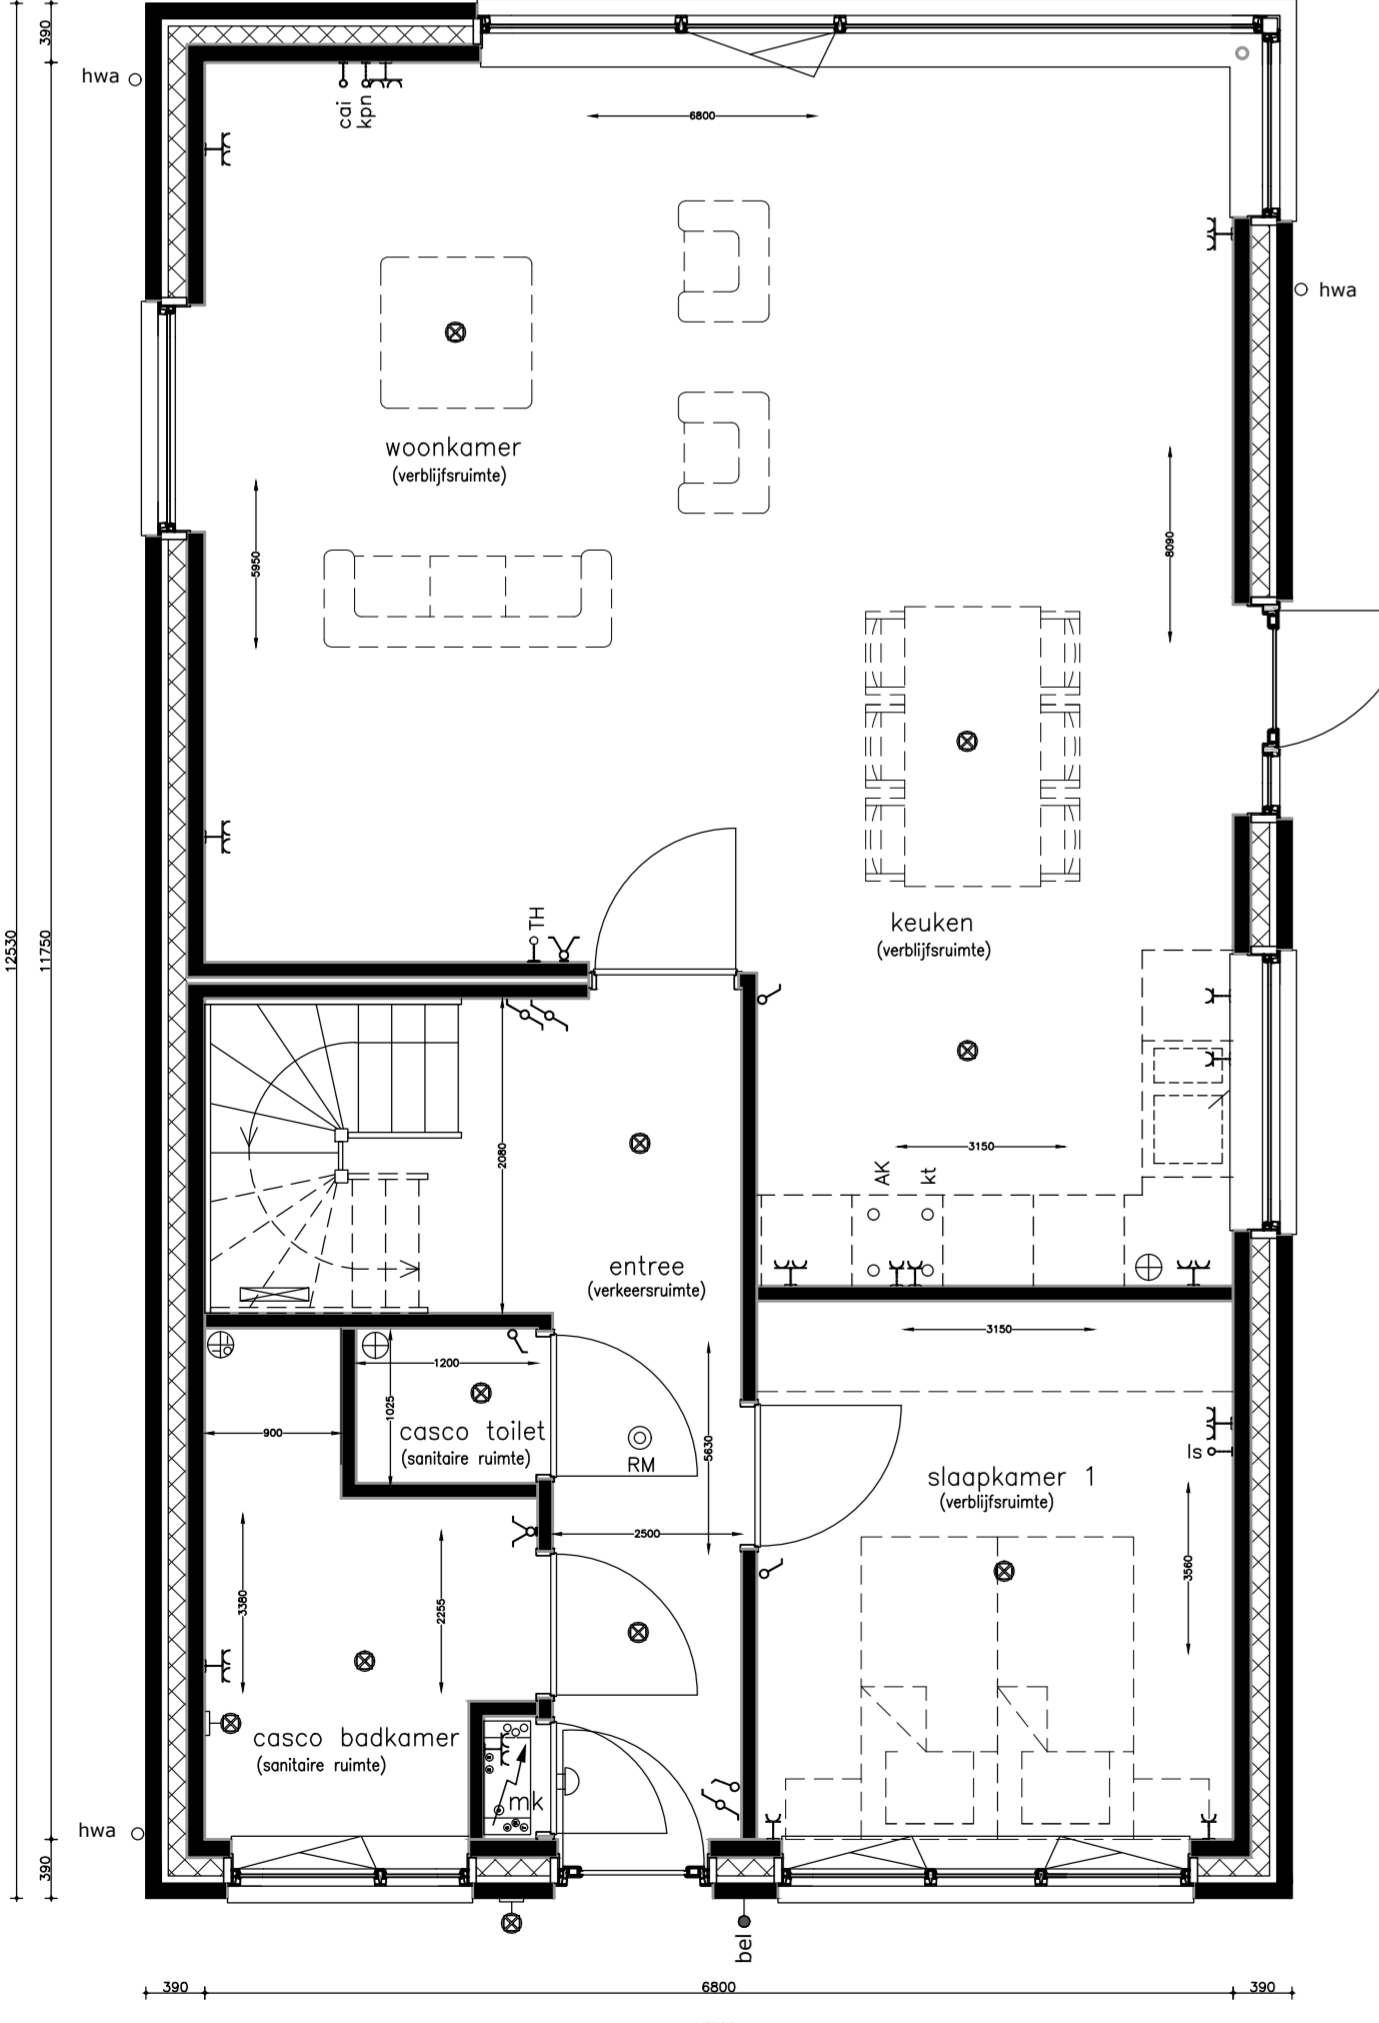 390
hwa
cai
kpn
6800
hwa
woonkamer
(verblijfsruimte)
5950
8090
12530
11750
TH
keuken
(verblijfsruimte)
2080
3150
AK
kt
entree
(verkeersruimte)
3150
1200
1025
900
casco toilet
(sanitaire ruimte)
RM
5630
ls
slaapkamer 1
(verblijfsruimte)
2500
3380
2255
3560
casco badkamer
(sanitaire ruimte)
mk
hwa
390
bel
390
6800
390